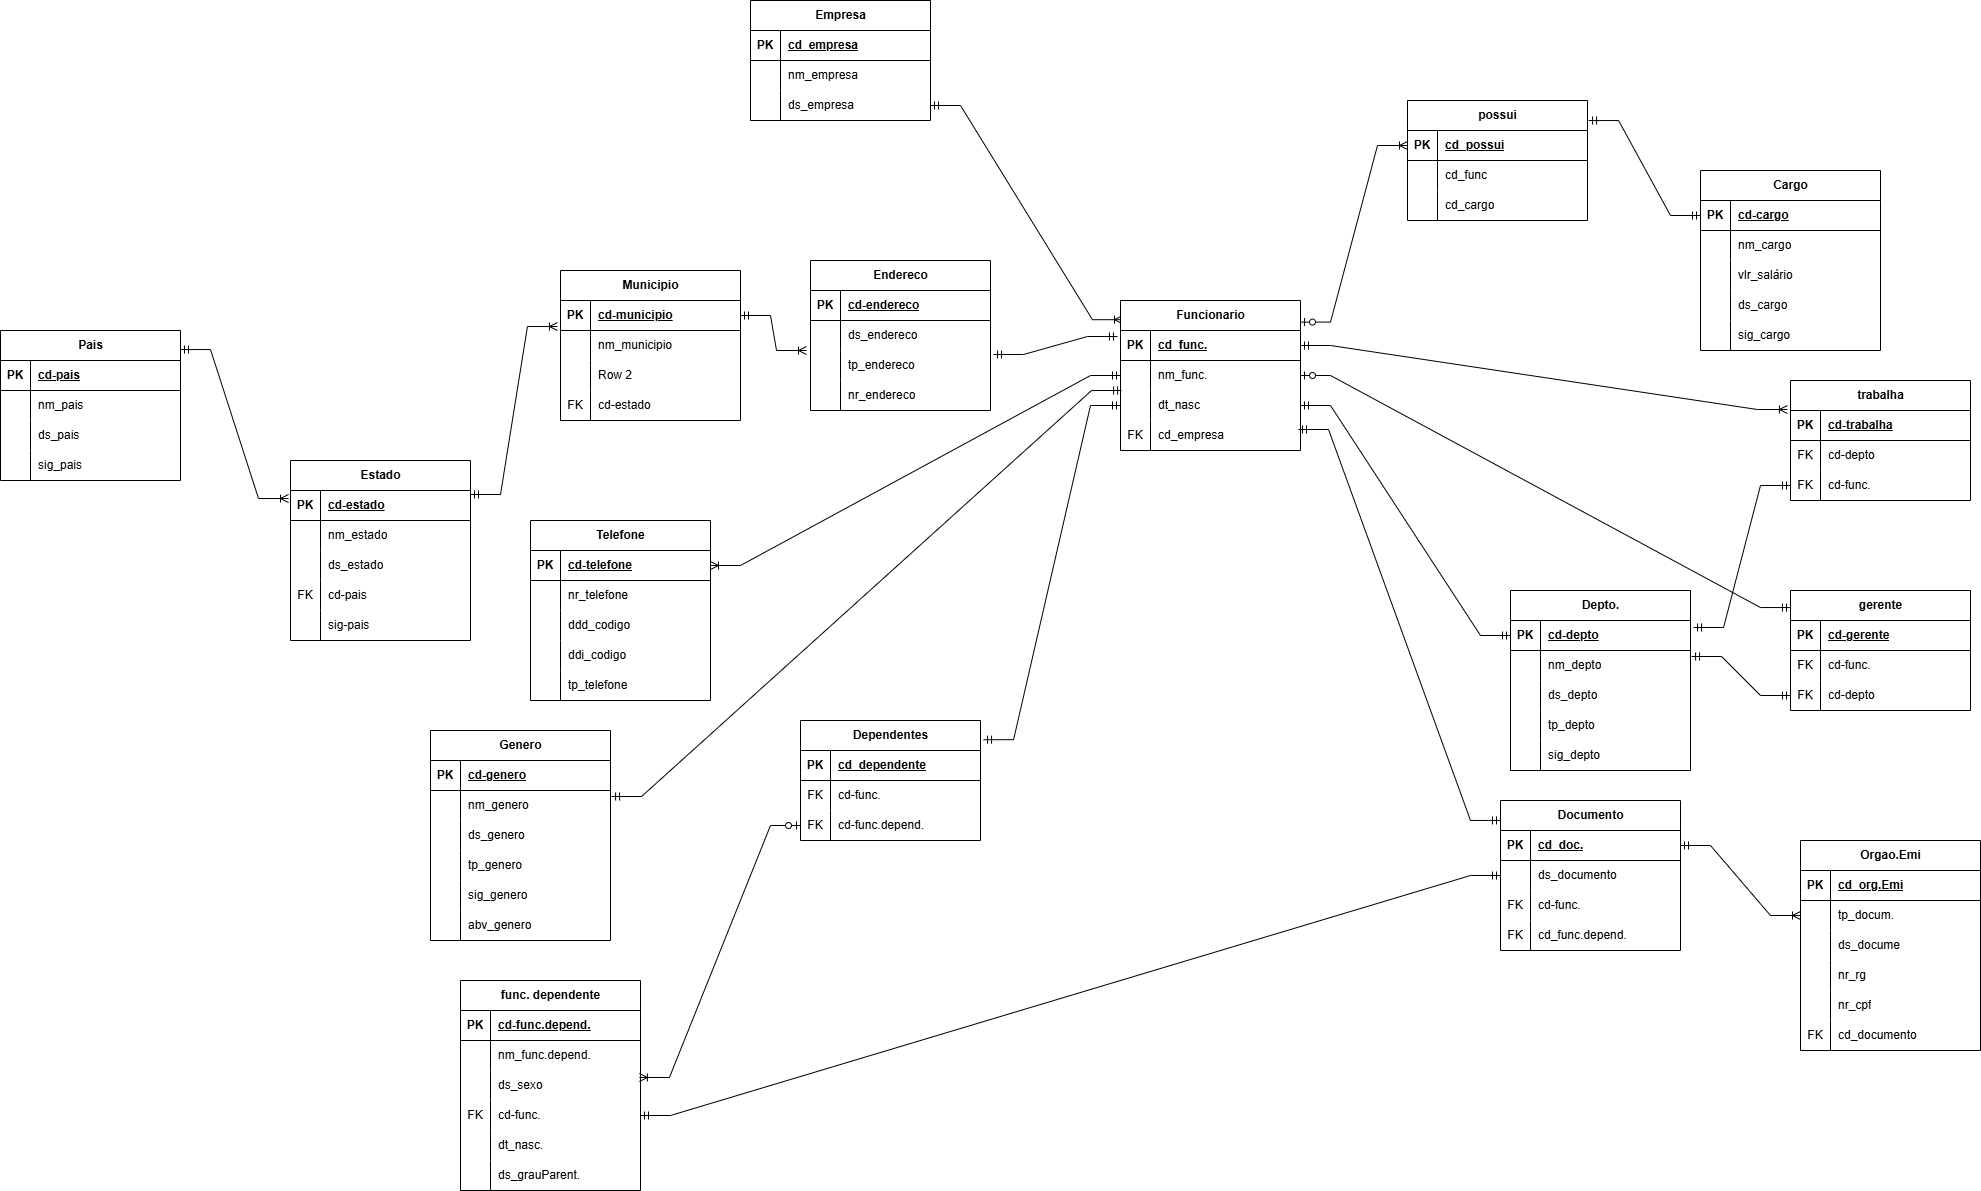 Empresa
PK cd_empresa
nm_empresa
ds_empresa
possui
PK cd_possui
cd_func
cd_cargo
Cargo
PK cd-cargo
nm_cargo
vlr_salário
ds_cargo
sig_cargo
Municipio
PK cd-municipio
nm_municipio
Row 2
FK cd-estado
Endereco
PK cd-endereco
ds_endereco
tp_endereco
nr_endereco
Funcionario
PK cd_func.
nm_func.
dt_nasc
FK cd_empresa
Pais
PK cd-pais
nm_pais
ds_pais
sig_pais
trabalha
PK cd-trabalha
FK cd-depto
FK cd-func.
Estado
PK cd-estado
nm_estado
ds_estado
FK cd-pais
sig-pais
Telefone
PK cd-telefone
nr_telefone
ddd_codigo
ddi_codigo
tp_telefone
Depto.
PK cd-depto
nm_depto
ds_depto
tp_depto
sig_depto
gerente
PK cd-gerente
FK cd-func.
FK cd-depto
Genero
PK cd-genero
nm_genero
ds_genero
tp_genero
sig_genero
abv_genero
Dependentes
PK cd_dependente
FK cd-func.
FK cd-func.depend.
Documento
PK cd_doc.
ds_documento
FK cd-func.
FK cd_func.depend.
Orgao.Emi
PK cd_org.Emi
tp_docum.
ds_docume
nr_rg
nr_cpf
FK cd_documento
func. dependente
PK cd-func.depend.
nm_func.depend.
ds_sexo
FK cd-func.
dt_nasc.
ds_grauParent.